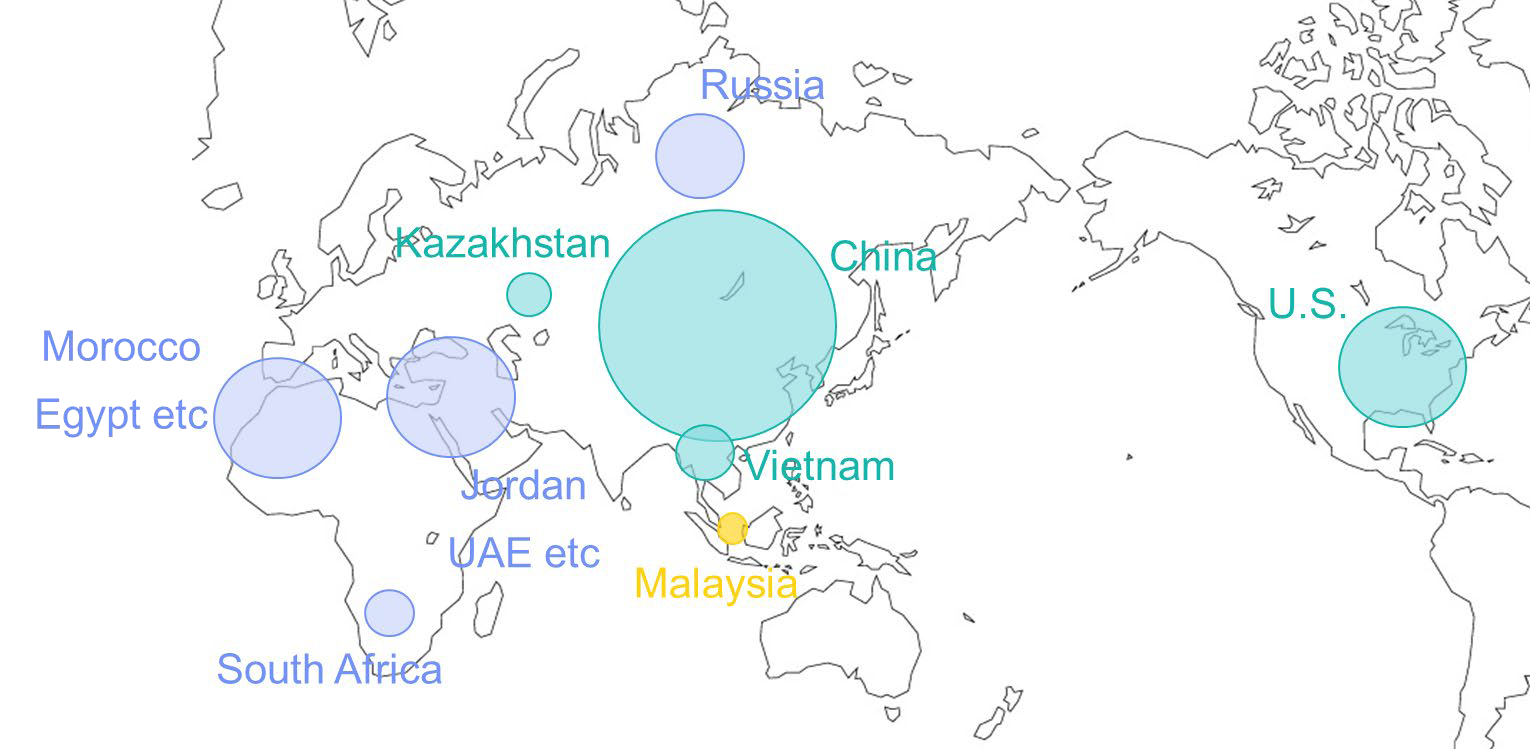 Russia
Kazakhstan
China
U.S.
Morocco
Egypt etc
Vietnam
Jordan
UAE etc
Malaysia
South Africa